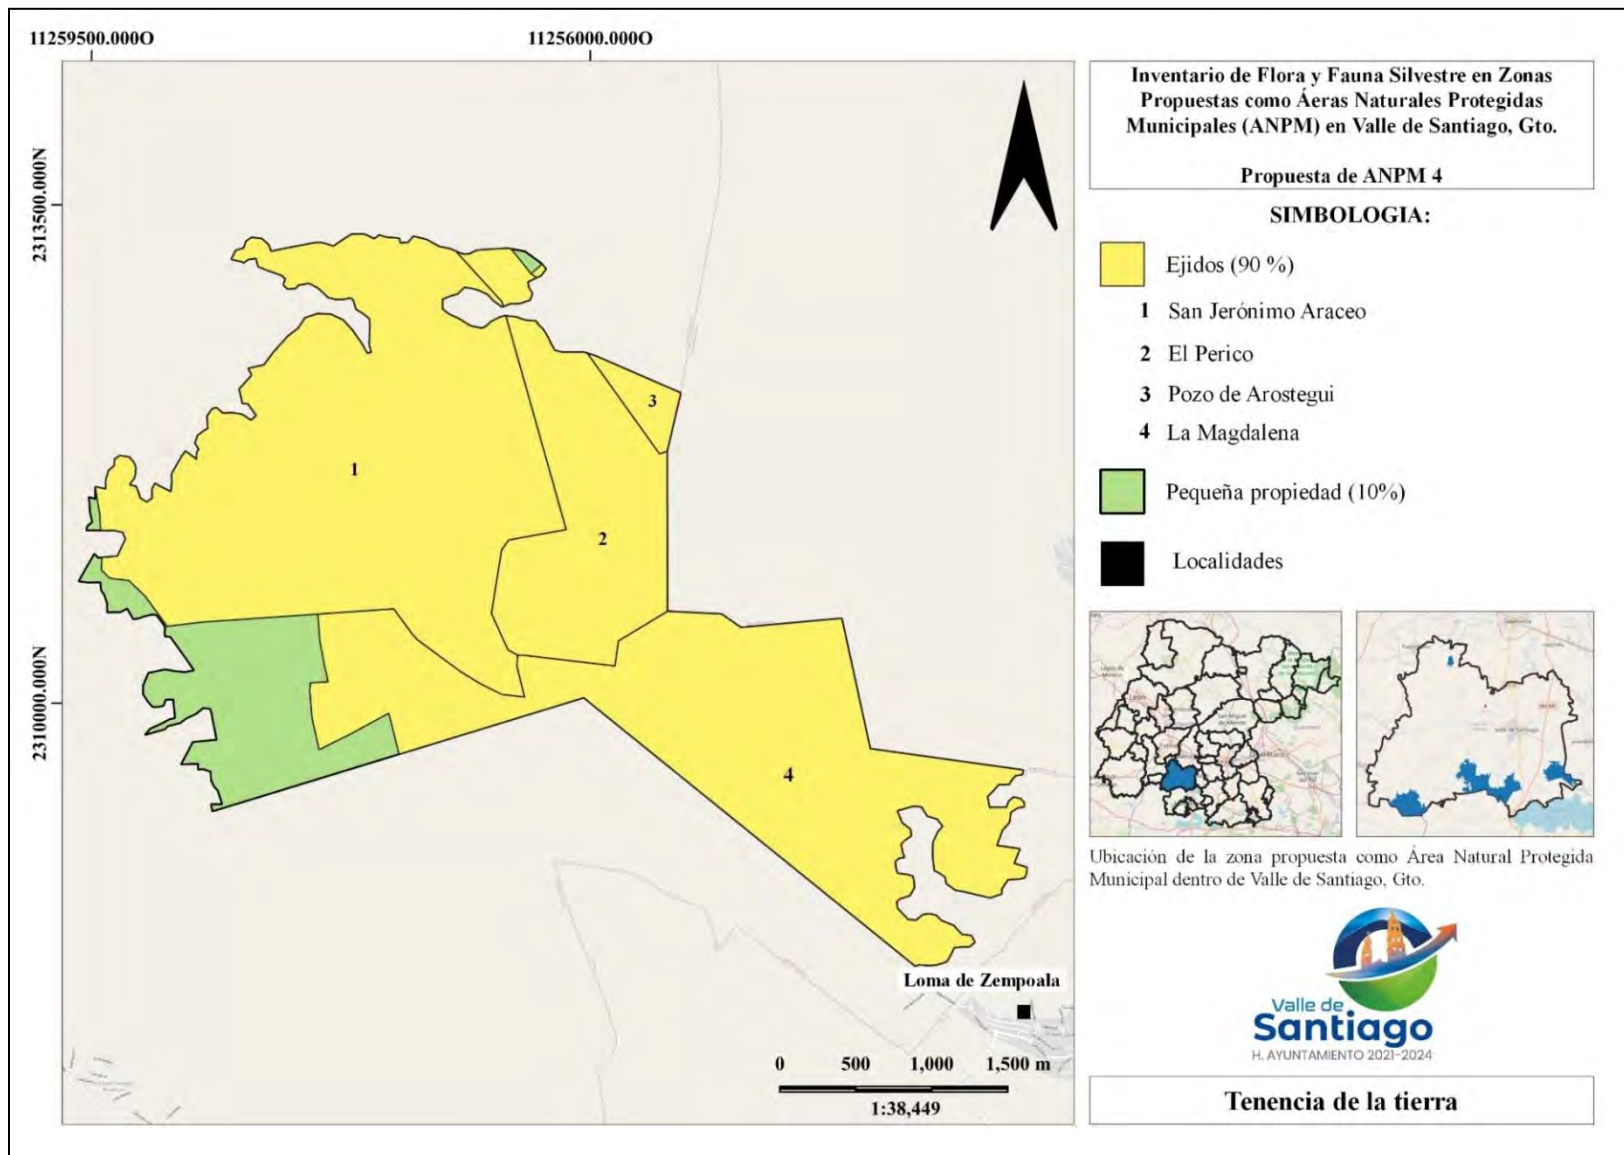 11259500.000O
11256000.000O
2313500.000N
2310000.000N
1
2
3
4
Loma de Zempoala
0 500 1,000 1,500 m
1:38,449
Inventario de Flora y Fauna Silvestre en Zonas
Propuestas como Áeras Naturales Protegidas
Municipales (ANPM) en Valle de Santiago, Gto.
Propuesta de ANPM 4
SIMBOLOGIA:
Ejidos (90 %)
1 San Jerónimo Araceo
2 El Perico
3 Pozo de Arostegui
4 La Magdalena
Pequeña propiedad (10%)
Localidades
Ubicación de la zona propuesta como Área Natural Protegida
Municipal dentro de Valle de Santiago, Gto.
Valle de
Santiago
H. AYUNTAMIENTO 2021-2024
Tenencia de la tierra